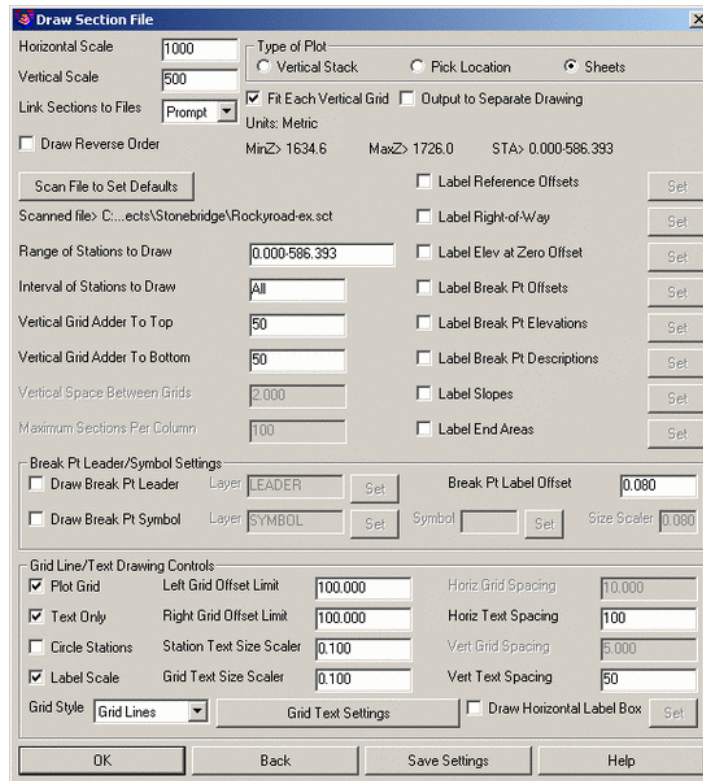 Draw Section File
Horizontal Scale 1000
Vertical Scale 500
Link Sections to Files Prompt
Draw Reverse Order
Type of Plot
Vertical Stack Pick Location Sheets
Fit Each Vertical Grid Output to Separate Drawing
Units: Metric
MinZ> 1634.6 MaxZ> 1726.0 STA> 0.000-586.393
Scan File to Set Defaults
Scanned file> C:...ects\Stonebridge\Rockyroad-ex.sct
Range of Stations to Draw 0.000-586.393
Interval of Stations to Draw All
Vertical Grid Adder To Top 50
Vertical Grid Adder To Bottom 50
Vertical Space Between Grids 2.000
Maximum Sections Per Column 100
Label Reference Offsets Set
Label Right-of-Way Set
Label Elev at Zero Offset Set
Label Break Pt Offsets Set
Label Break Pt Elevations Set
Label Break Pt Descriptions Set
Label Slopes Set
Label End Areas Set
Break Pt Leader/Symbol Settings
Draw Break Pt Leader Layer LEADER Set Break Pt Label Offset 0.080
Draw Break Pt Symbol Layer SYMBOL Set Symbol Set Size Scaler 0.080
Grid Line/Text Drawing Controls
Plot Grid Left Grid Offset Limit 100.000 Horiz Grid Spacing 10.000
Text Only Right Grid Offset Limit 100.000 Horiz Text Spacing 100
Circle Stations Station Text Size Scaler 0.100 Vert Grid Spacing 5.000
Label Scale Grid Text Size Scaler 0.100 Vert Text Spacing 50
Grid Style Grid Lines Grid Text Settings Draw Horizontal Label Box Set
OK Back Save Settings Help